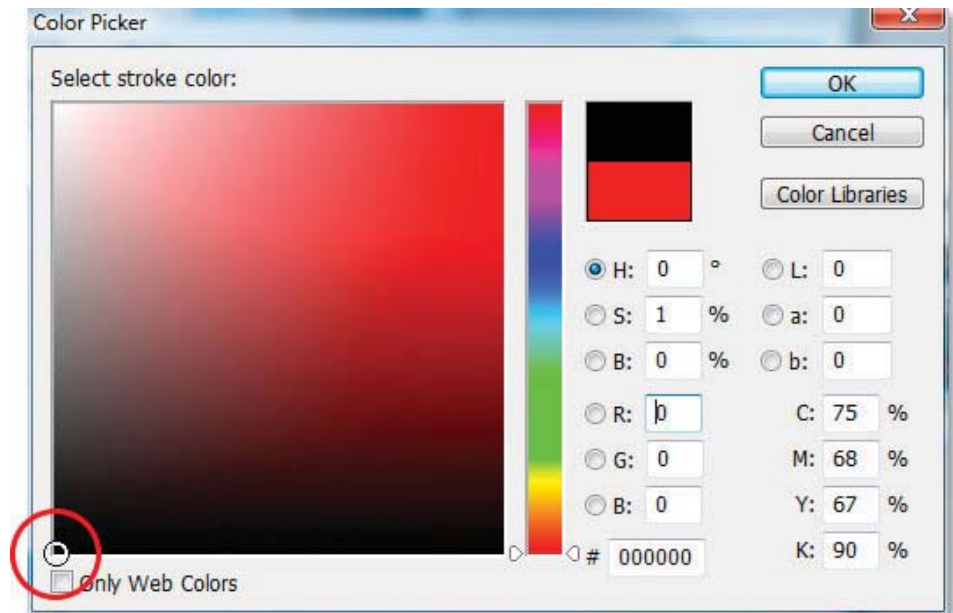 Color Picker
X
Select stroke color:
OK
Cancel
Color Libraries
H: 0 °
L: 0
S: 1 %
a: 0
B: 0 %
b: 0
R: 0
C: 75 %
G: 0
M: 68 %
B: 0
Y: 67 %
# 000000
K: 90 %
Only Web Colors